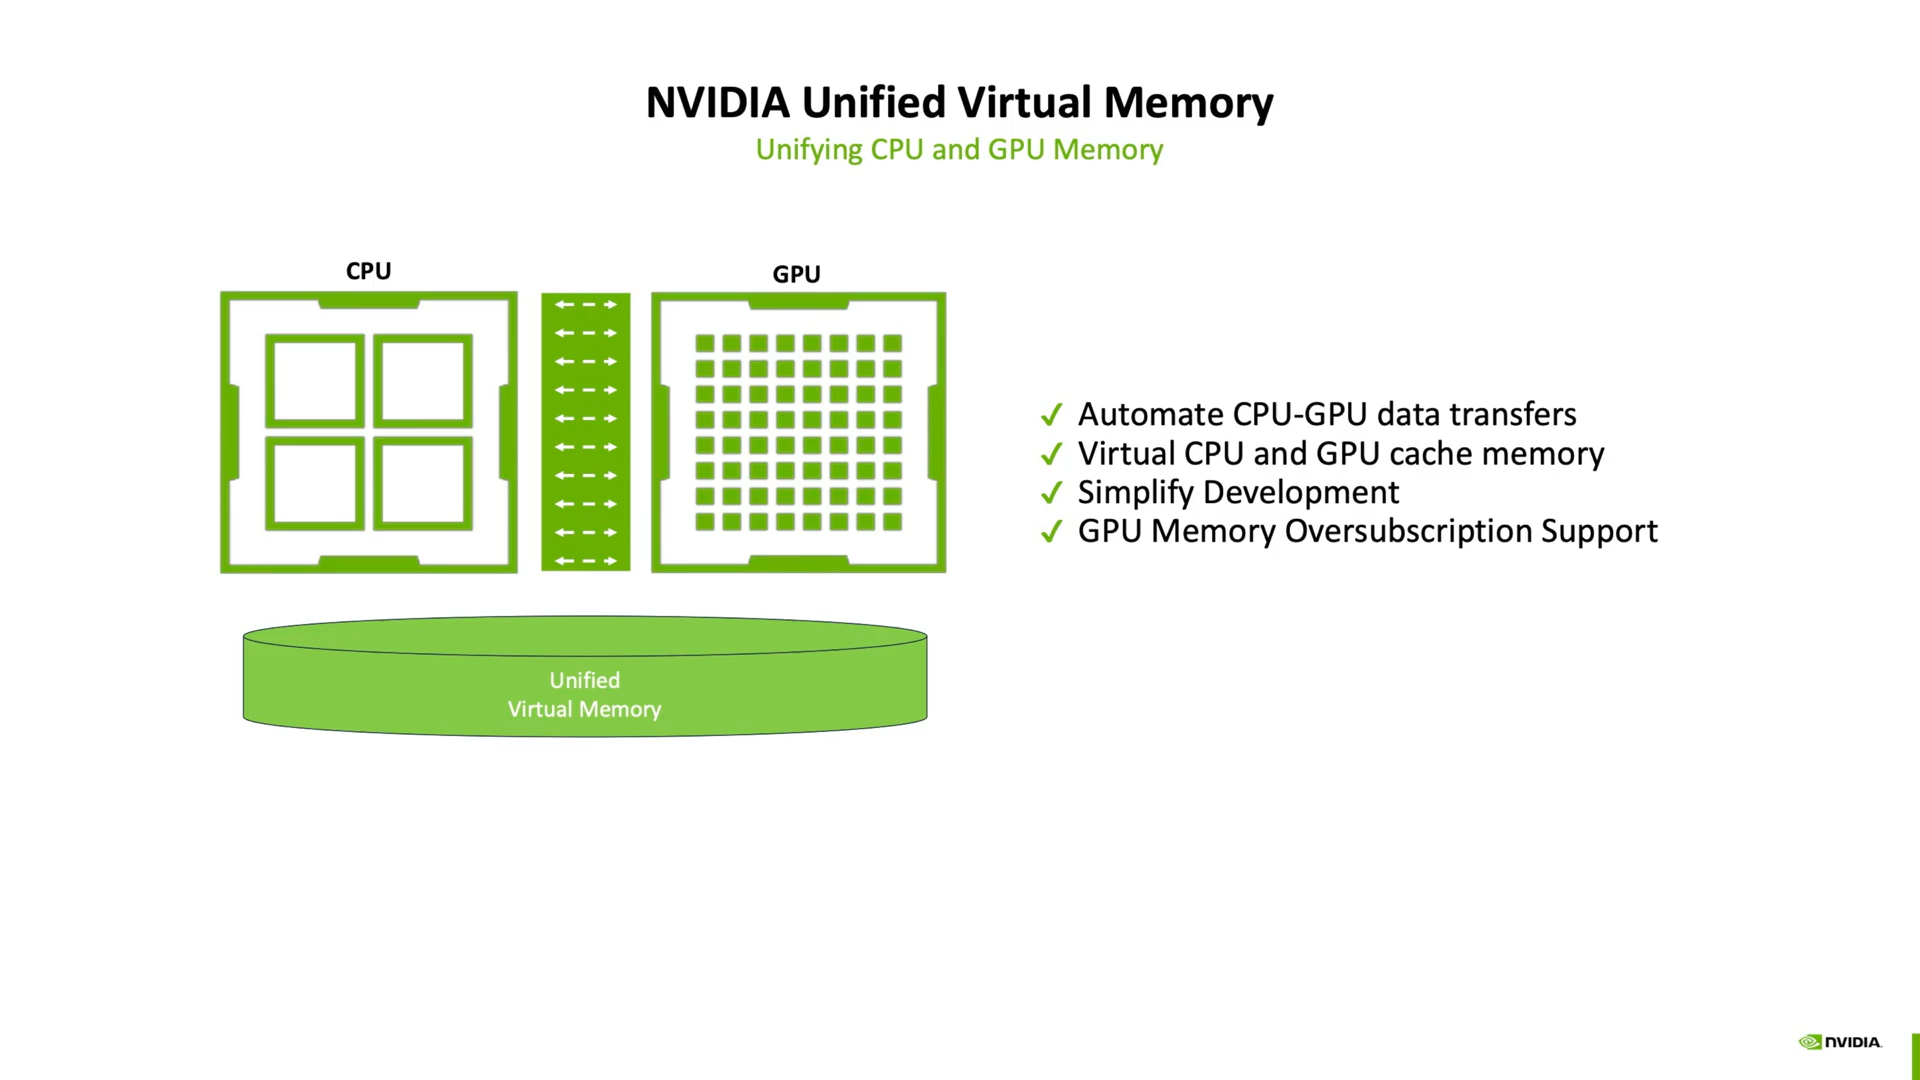 NVIDIA Unified Virtual Memory
Unifying CPU and GPU Memory
CPU
GPU
✓ Automate CPU-GPU data transfers
✓ Virtual CPU and GPU cache memory
✓ Simplify Development
✓ GPU Memory Oversubscription Support
Unified
Virtual Memory
NVIDIA.